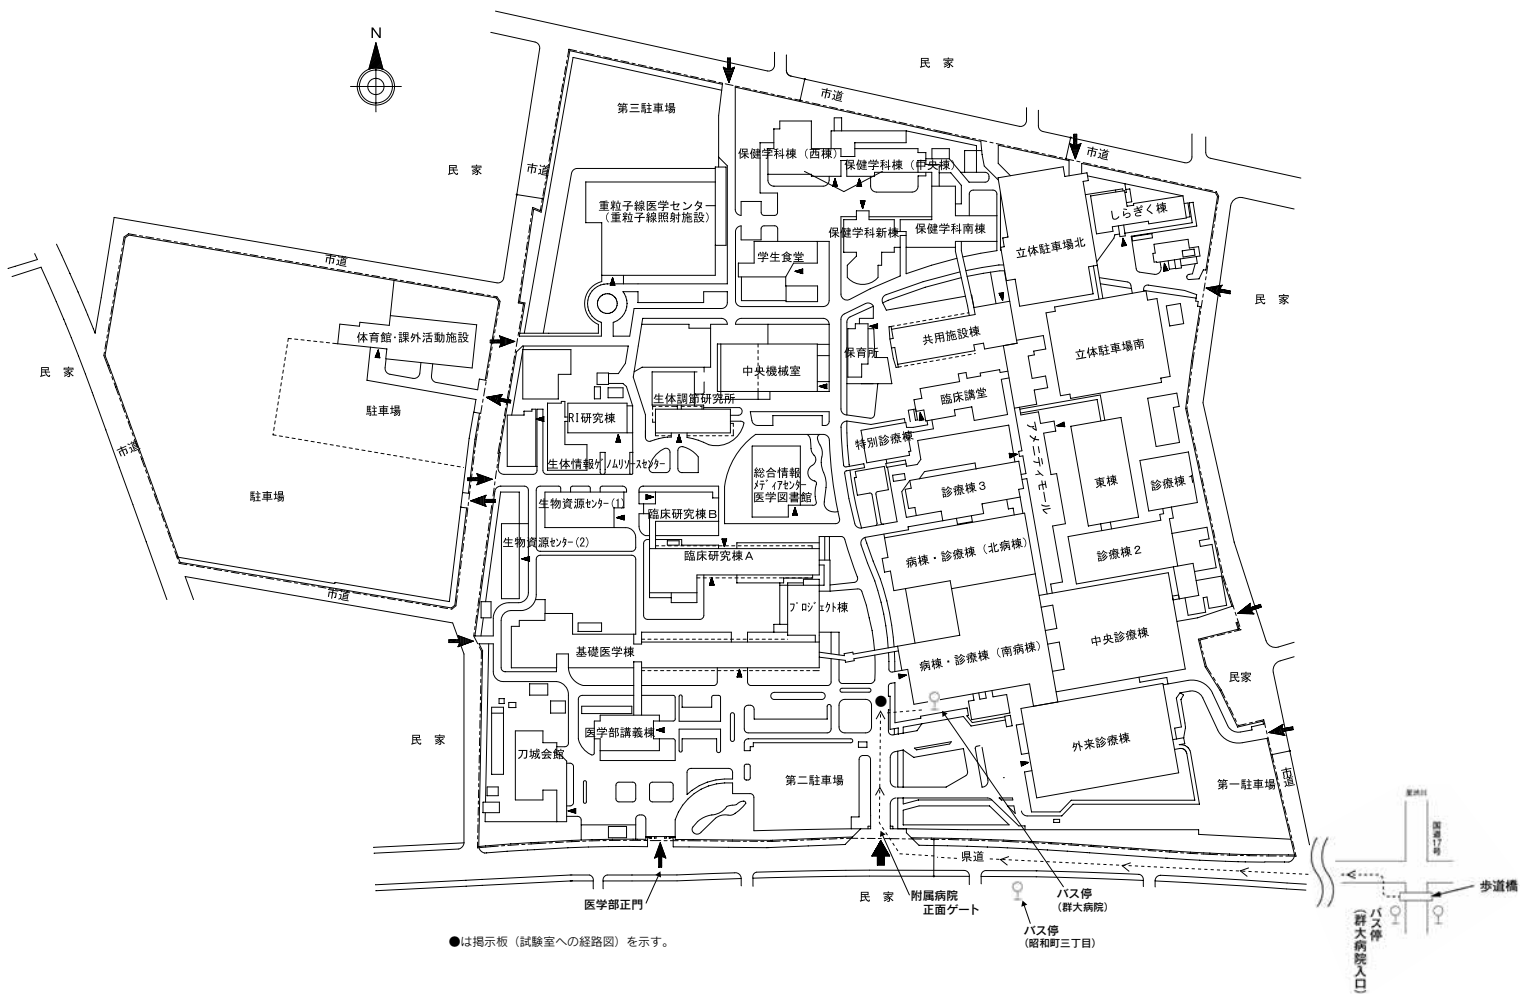 N
民　家
市道
第三駐車場
市道
保健学科棟（西棟）
保健学科棟（中央棟）
民　家
市道
重粒子線医学センター
（重粒子線照射施設）
しらぎく棟
保健学科新棟
保健学科南棟
立体駐車場北
学生食堂
市道
民　家
体育館・課外活動施設
共用施設棟
保育所
立体駐車場南
中央機械室
民　家
生体調節研究所
臨床講堂
駐車場
RI研究棟
アメニティモール
特別診療棟
市道
生体情報ｹﾞﾉﾑﾘｿｰｽｾﾝﾀｰ
総合情報
ﾒﾃﾞｨｱｾﾝﾀｰ
医学図書館
東棟
診療棟１
診療棟３
駐車場
生物資源ｾﾝﾀｰ(1)
臨床研究棟Ｂ
生物資源ｾﾝﾀｰ(2)
臨床研究棟Ａ
病棟・診療棟（北病棟）
診療棟２
市道
ﾌﾟﾛｼﾞｪｸﾄ棟
中央診療棟
基礎医学棟
病棟・診療棟（南病棟）
民家
民　家
医学部講義棟
刀城会館
外来診療棟
第二駐車場
第一駐車場
市道
国道17号
県道
歩道橋
民　家
附属病院
正面ゲート
バス停
（群大病院）
医学部正門
バス停
（群大病院入口）
バス停
（昭和町三丁目）
●は掲示板（試験室への経路図）を示す。